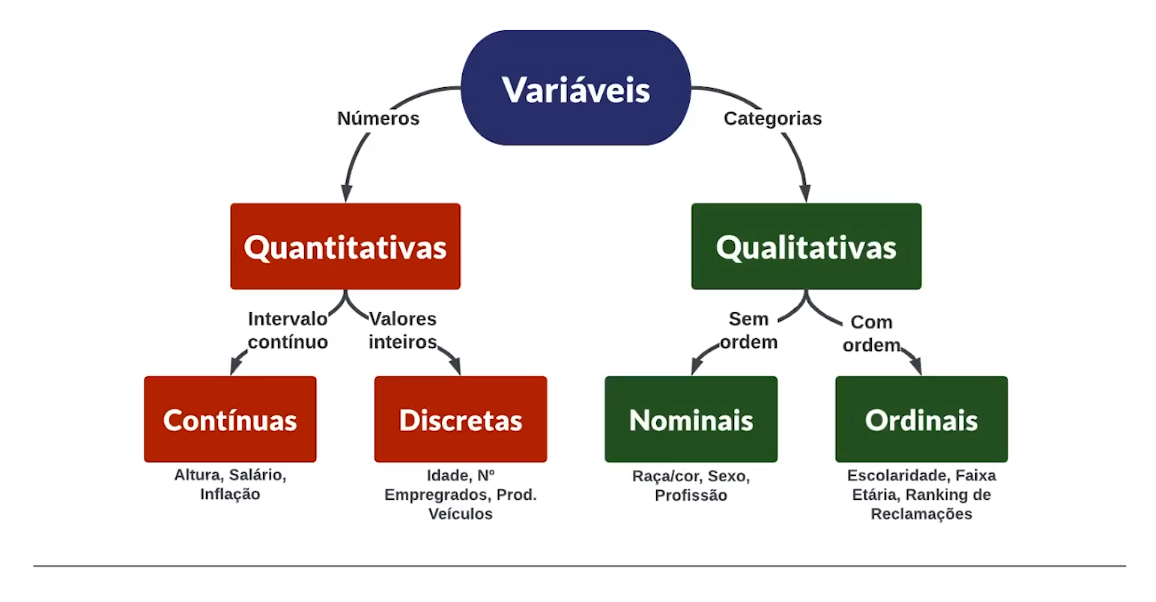 Variáveis
Números
Categorias
Quantitativas
Qualitativas
Intervalo
contínuo
Valores
inteiros
Sem
ordem
Com
ordem
Contínuas
Discretas
Nominais
Ordinais
Altura, Salário,
Inflação
Idade, Nº
Empregrados, Prod.
Veículos
Raça/cor, Sexo,
Profissão
Escolaridade, Faixa
Etária, Ranking de
Reclamações